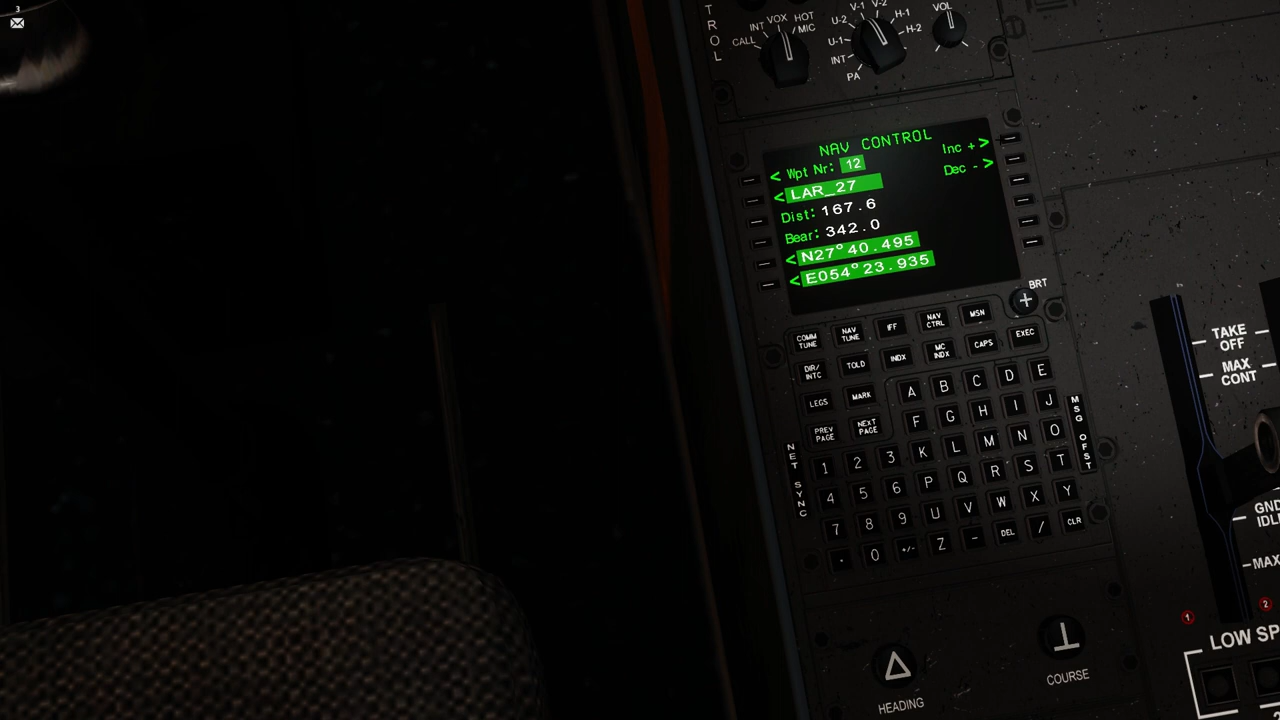 3
T
R
O
L
CALL
INT
VOX
HOT
/MIC
PA
INT
U-1
U-2
V-1
V-2
H-1
H-2
VOL
NAV CONTROL
< Wpt Nr: 12
Inc + >
< LAR_27
Dec - >
Dist: 167.6
Bear: 342.0
< N27°40.495
< E054°23.935
BRT
COMM TUNE
NAV TUNE
IFF
NAV CTRL
MSN
DIR/ INTC
TOLD
INDX
MC INDX
CAPS
EXEC
LEGS
MARK
A B C D E
PREV PAGE
NEXT PAGE
F G H I J
1 2 3 K L M N O
4 5 6 P Q R S T
7 8 9 U V W X Y
. 0 +/- Z - DEL / CLR
NET SYNC
MSG OFST
TAKE OFF
MAX CONT
GND
IDL
MAX
1
2
LOW SP
HEADING
COURSE